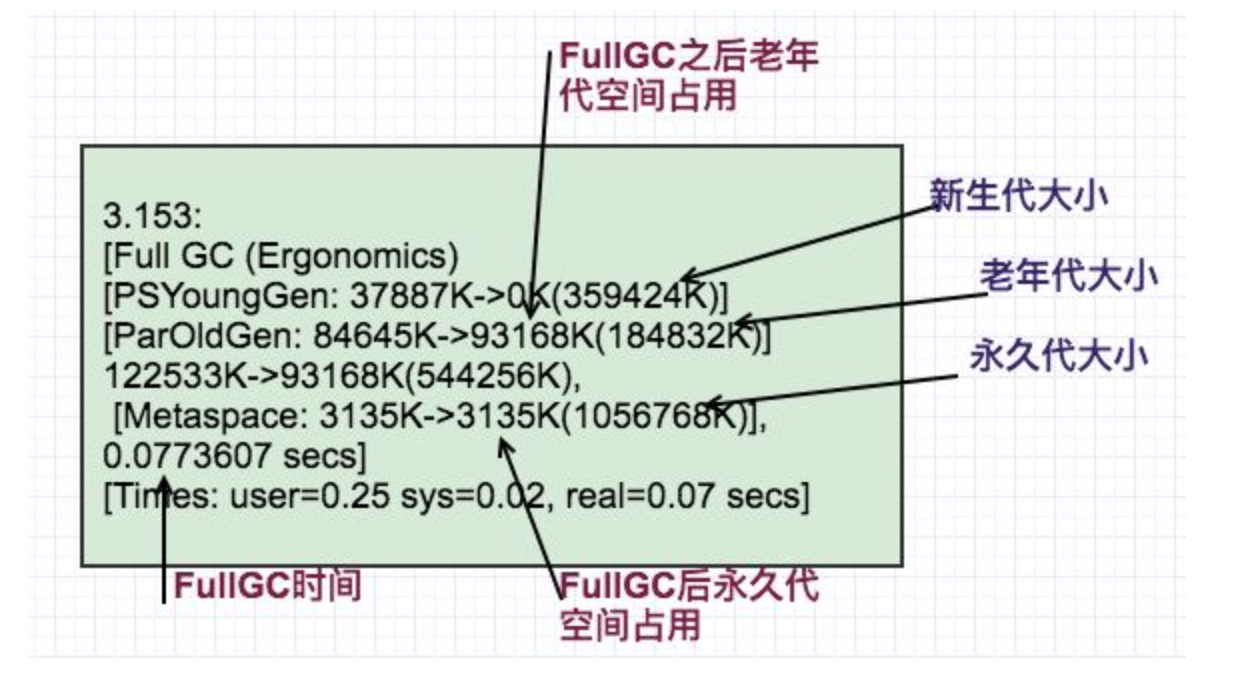 FullGC之后老年
代空间占用
新生代大小
老年代大小
永久代大小
3.153:
[Full GC (Ergonomics)
[PSYoungGen: 37887K->0K(359424K)]
[ParOldGen: 84645K->93168K(184832K)]
122533K->93168K(544256K),
[Metaspace: 3135K->3135K(1056768K)],
0.0773607 secs]
[Times: user=0.25 sys=0.02, real=0.07 secs]
FullGC时间
FullGC后永久代
空间占用